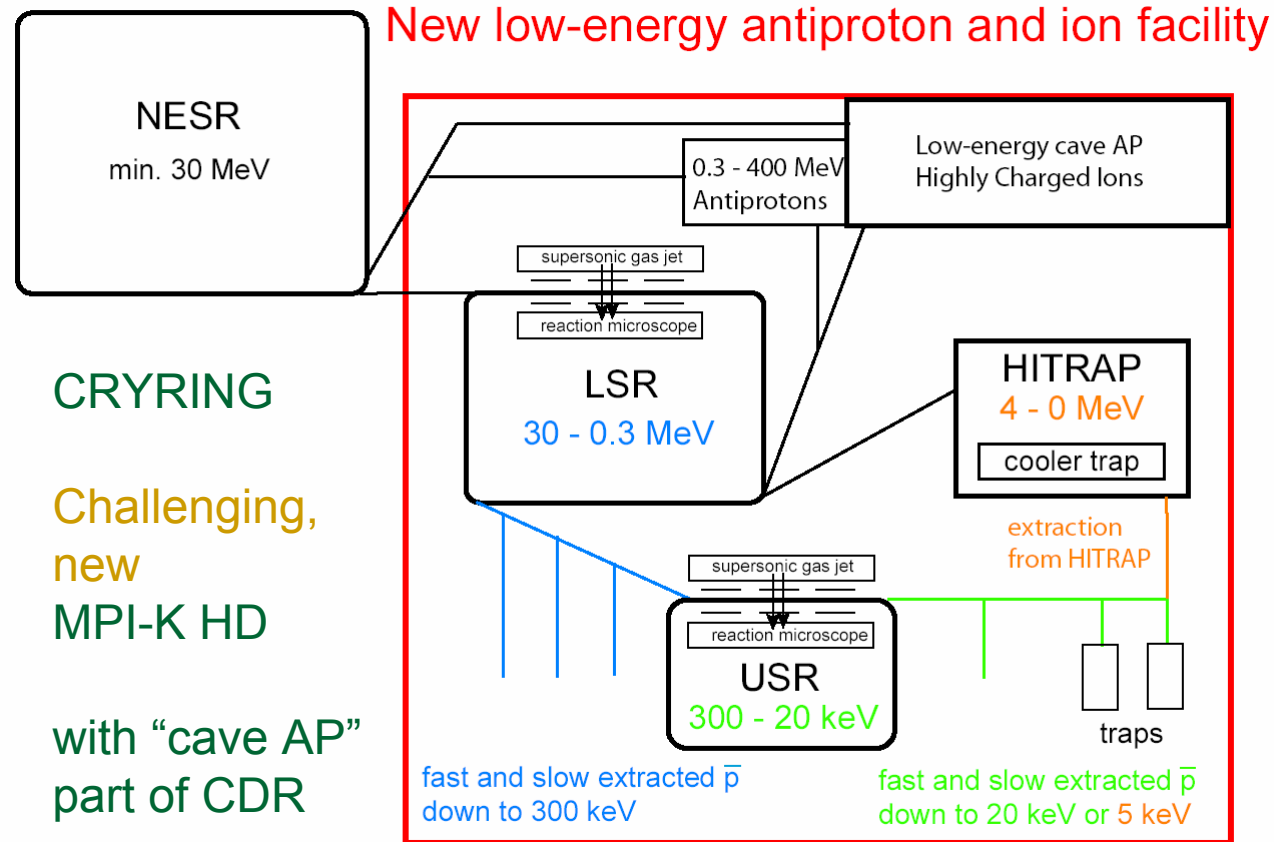 New low-energy antiproton and ion facility
NESR
min. 30 MeV
0.3 - 400 MeV
Antiprotons
Low-energy cave AP
Highly Charged Ions
supersonic gas jet
reaction microscope
LSR
30 - 0.3 MeV
HITRAP
4 - 0 MeV
cooler trap
extraction
from HITRAP
CRYRING
Challenging,
new
MPI-K HD
with “cave AP”
part of CDR
supersonic gas jet
reaction microscope
USR
300 - 20 keV
traps
fast and slow extracted p̅
down to 300 keV
fast and slow extracted p̅
down to 20 keV or 5 keV